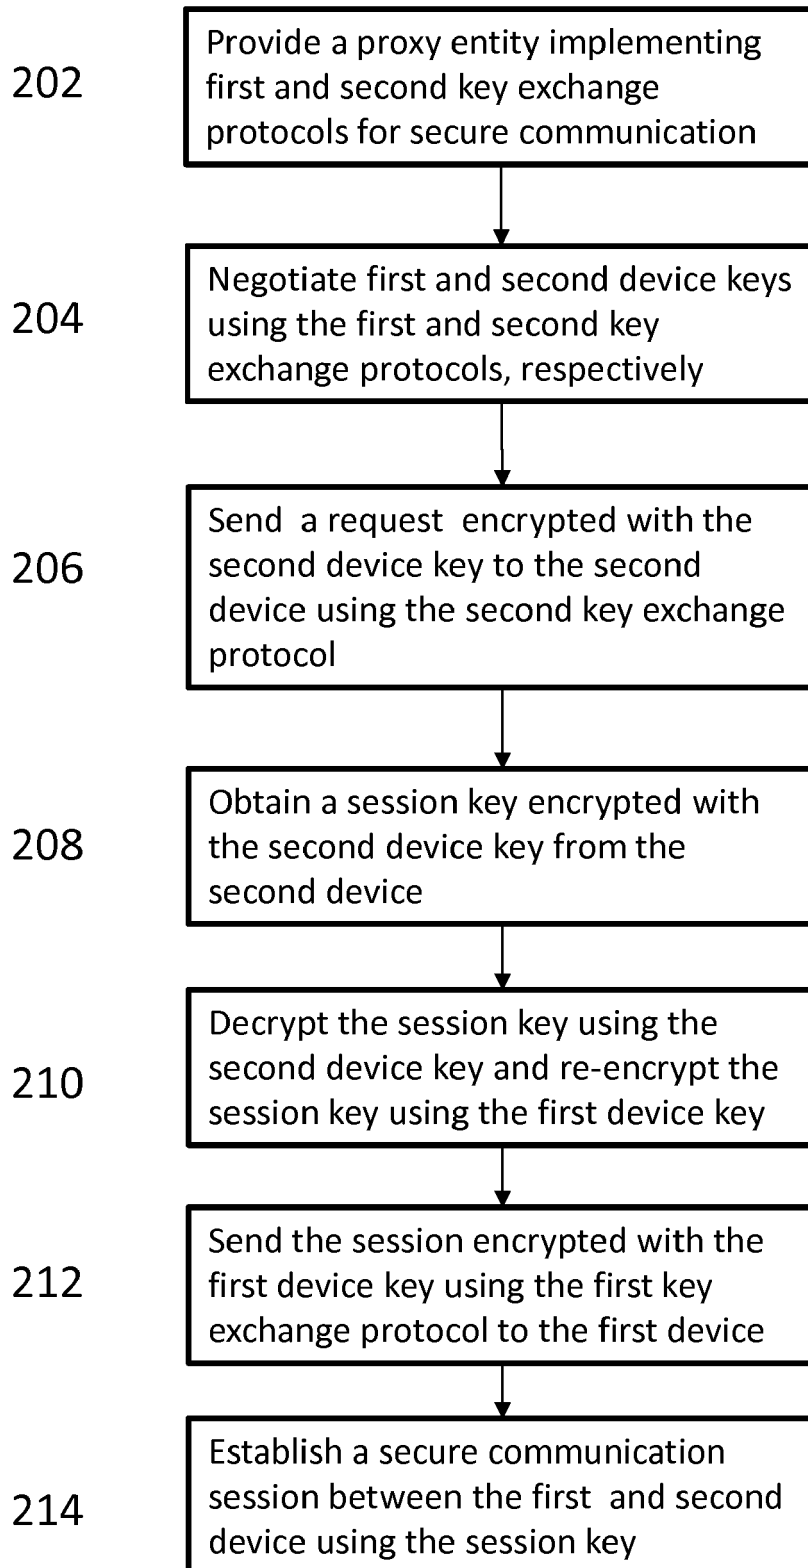 202
Provide a proxy entity implementing
first and second key exchange
protocols for secure communication
204
Negotiate first and second device keys
using the first and second key
exchange protocols, respectively
206
Send a request encrypted with the
second device key to the second
device using the second key exchange
protocol
208
Obtain a session key encrypted with
the second device key from the
second device
210
Decrypt the session key using the
second device key and re-encrypt the
session key using the first device key
212
Send the session encrypted with the
first device key using the first key
exchange protocol to the first device
214
Establish a secure communication
session between the first and second
device using the session key